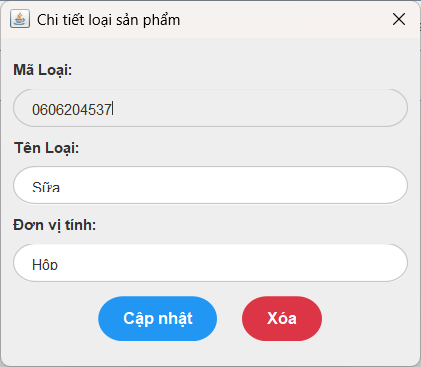 Chi tiết loại sản phẩm
Mã Loại:
0606204537
Tên Loại:
Sữa
Đơn vị tính:
Hộp
Cập nhật
Xóa